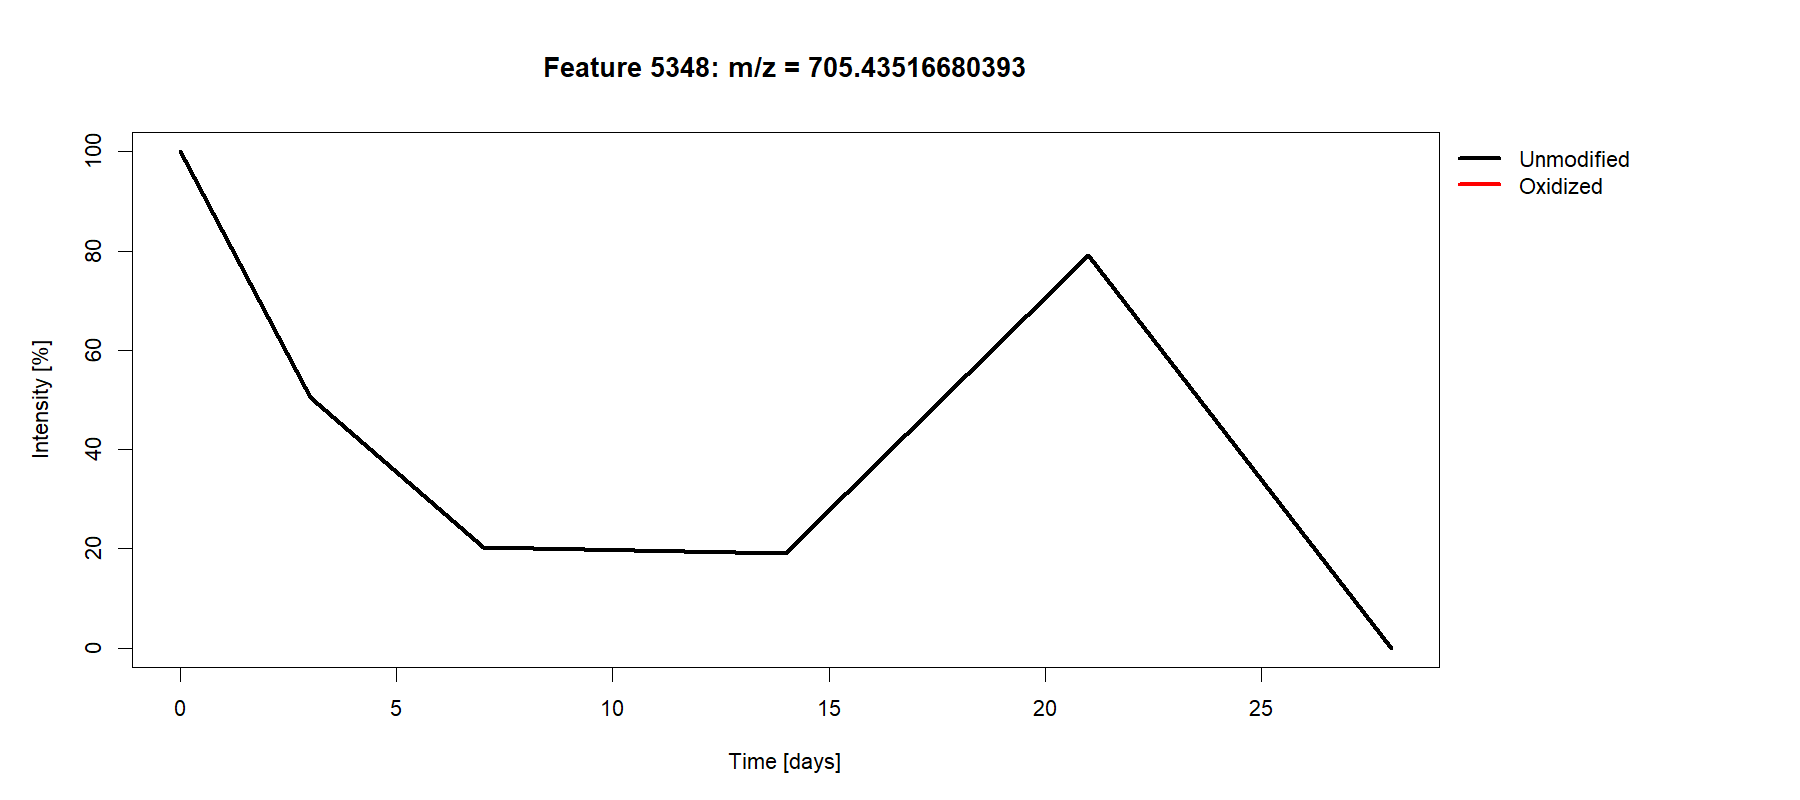 Feature 5348: m/z = 705.43516680393
Unmodified
Oxidized
100
80
60
40
20
0
Intensity [%]
0 5 10 15 20 25
Time [days]